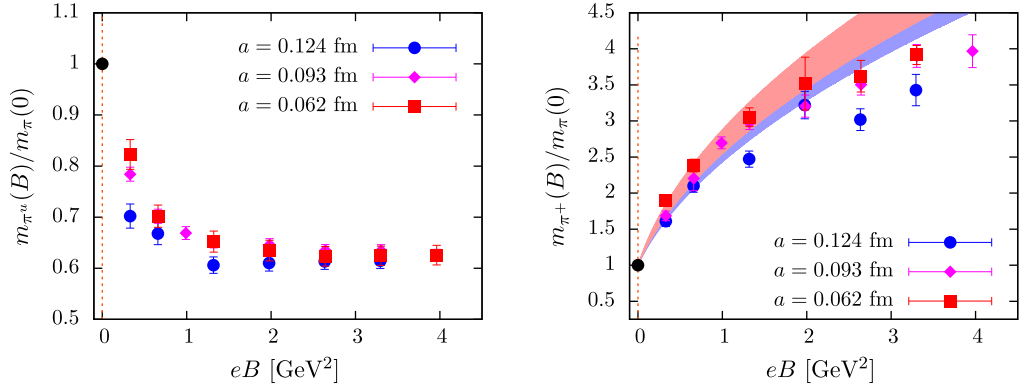 1.1
1
0.9
0.8
0.7
0.6
0.5
m_{π^u}(B)/m_π(0)
a = 0.124 fm
a = 0.093 fm
a = 0.062 fm
0 1 2 3 4
eB [GeV²]
4.5
4
3.5
3
2.5
2
1.5
1
0.5
m_{π^+}(B)/m_π(0)
a = 0.124 fm
a = 0.093 fm
a = 0.062 fm
0 1 2 3 4
eB [GeV²]